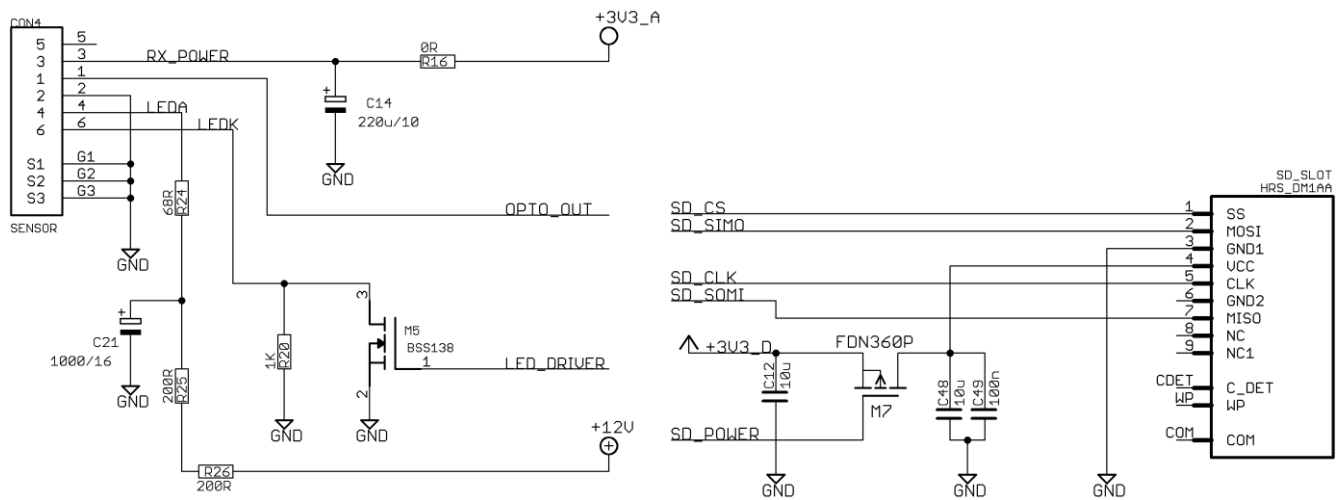 CON4
5 5
3 3
1 1
2 2
4 4
6 6
S1 G1
S2 G2
S3 G3
SENSOR
RX_POWER
LEDA
LEDK
0R
R16
+3V3_A
+
C14
220u/10
GND
68R
R24
GND
OPTO_OUT
+
C21
1000/16
GND
200R
R25
1K
R20
GND
3
M5
BSS138
1
2
LED_DRIVER
GND
+12V
R26
200R
SD_CS
SD_SIMO
SD_CLK
SD_SOMI
+3V3_D
C12
10u
FDN360P
M7
SD_POWER
C48
10u
C49
100n
GND
GND
GND
SD_SLOT
HRS_DM1AA
1 SS
2 MOSI
3 GND1
4 VCC
5 CLK
6 GND2
7 MISO
8 NC
9 NC1
CDET C_DET
WP WP
COM COM